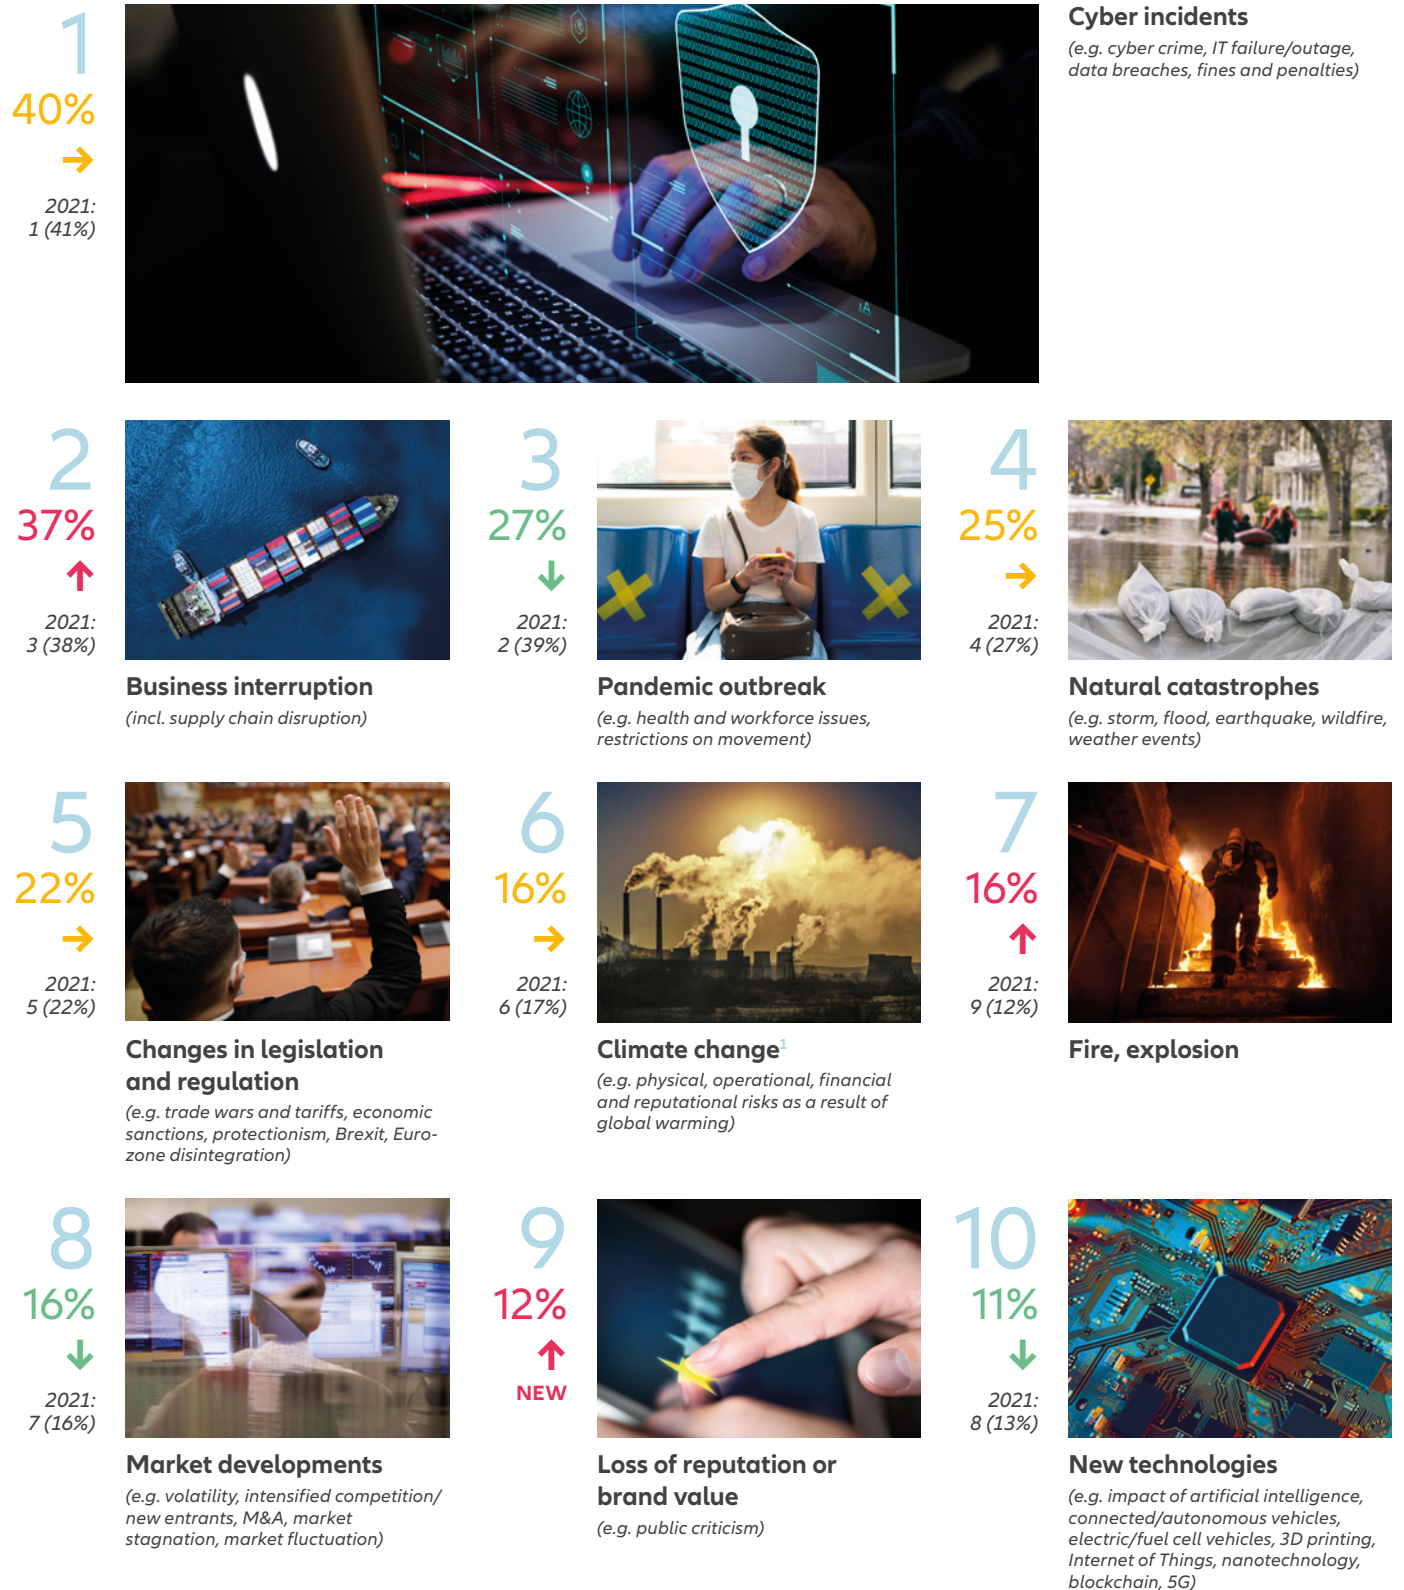 1
40%
→
2021:
1 (41%)
Cyber incidents
(e.g. cyber crime, IT failure/outage,
data breaches, fines and penalties)
2
37%
↑
2021:
3 (38%)
Business interruption
(incl. supply chain disruption)
3
27%
↓
2021:
2 (39%)
Pandemic outbreak
(e.g. health and workforce issues,
restrictions on movement)
4
25%
→
2021:
4 (27%)
Natural catastrophes
(e.g. storm, flood, earthquake, wildfire,
weather events)
5
22%
→
2021:
5 (22%)
Changes in legislation
and regulation
(e.g. trade wars and tariffs, economic
sanctions, protectionism, Brexit, Euro-
zone disintegration)
6
16%
→
2021:
6 (17%)
Climate change¹
(e.g. physical, operational, financial
and reputational risks as a result of
global warming)
7
16%
↑
2021:
9 (12%)
Fire, explosion
8
16%
↓
2021:
7 (16%)
Market developments
(e.g. volatility, intensified competition/
new entrants, M&A, market
stagnation, market fluctuation)
9
12%
↑
NEW
Loss of reputation or
brand value
(e.g. public criticism)
10
11%
↓
2021:
8 (13%)
New technologies
(e.g. impact of artificial intelligence,
connected/autonomous vehicles,
electric/fuel cell vehicles, 3D printing,
Internet of Things, nanotechnology,
blockchain, 5G)